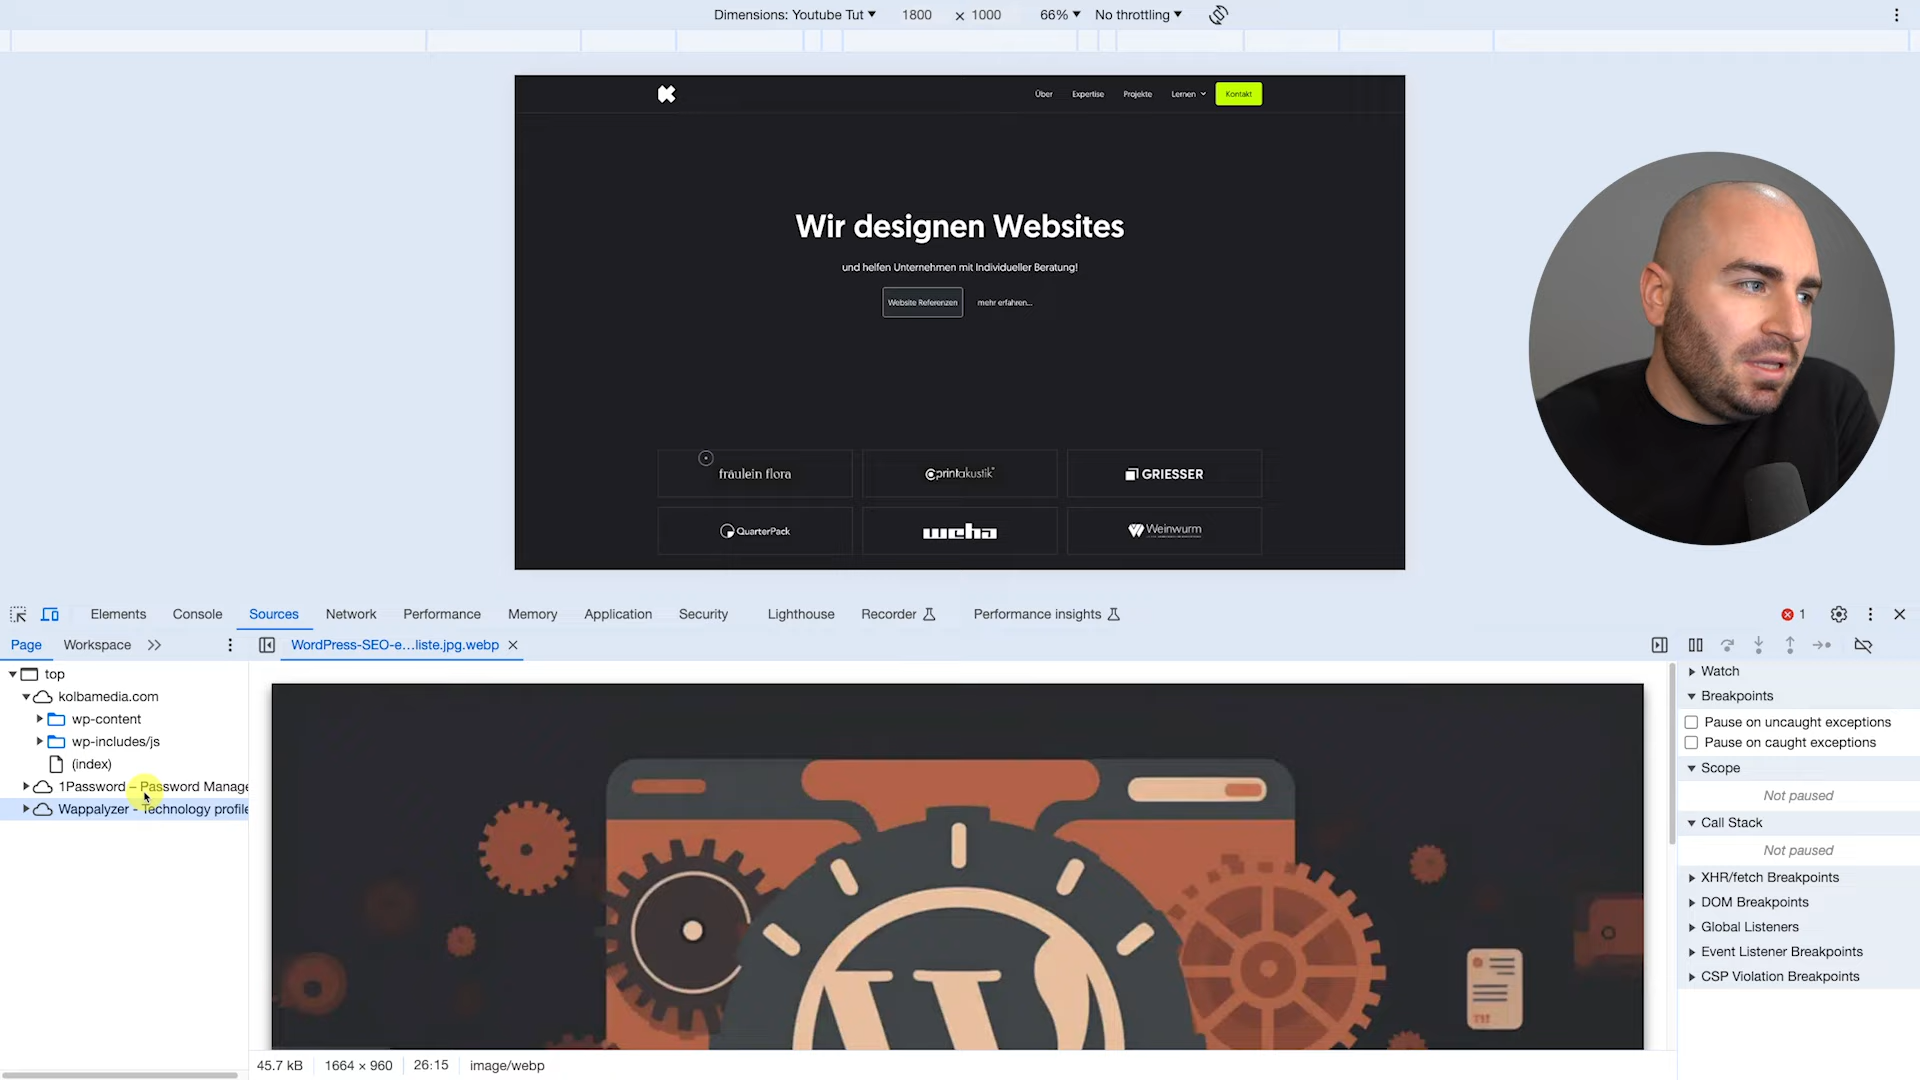 Dimensions: Youtube Tut 1800 × 1000 66% No throttling
Über Expertise Projekte Lernen Kontakt
Wir designen Websites
und helfen Unternehmen mit Individueller Beratung!
Website Referenzen mehr erfahren...
fräulein flora printakustik GRIESSER
QuarterPack weha Weinwurm
Elements Console Sources Network Performance Memory Application Security Lighthouse Recorder Performance insights 1
Page Workspace WordPress-SEO-e…liste.jpg.webp
top
kolbamedia.com
wp-content
wp-includes/js
(index)
1Password – Password Manage
Wappalyzer - Technology profile
Watch
Breakpoints
Pause on uncaught exceptions
Pause on caught exceptions
Scope
Not paused
Call Stack
Not paused
XHR/fetch Breakpoints
DOM Breakpoints
Global Listeners
Event Listener Breakpoints
CSP Violation Breakpoints
45.7 kB 1664 × 960 26:15 image/webp